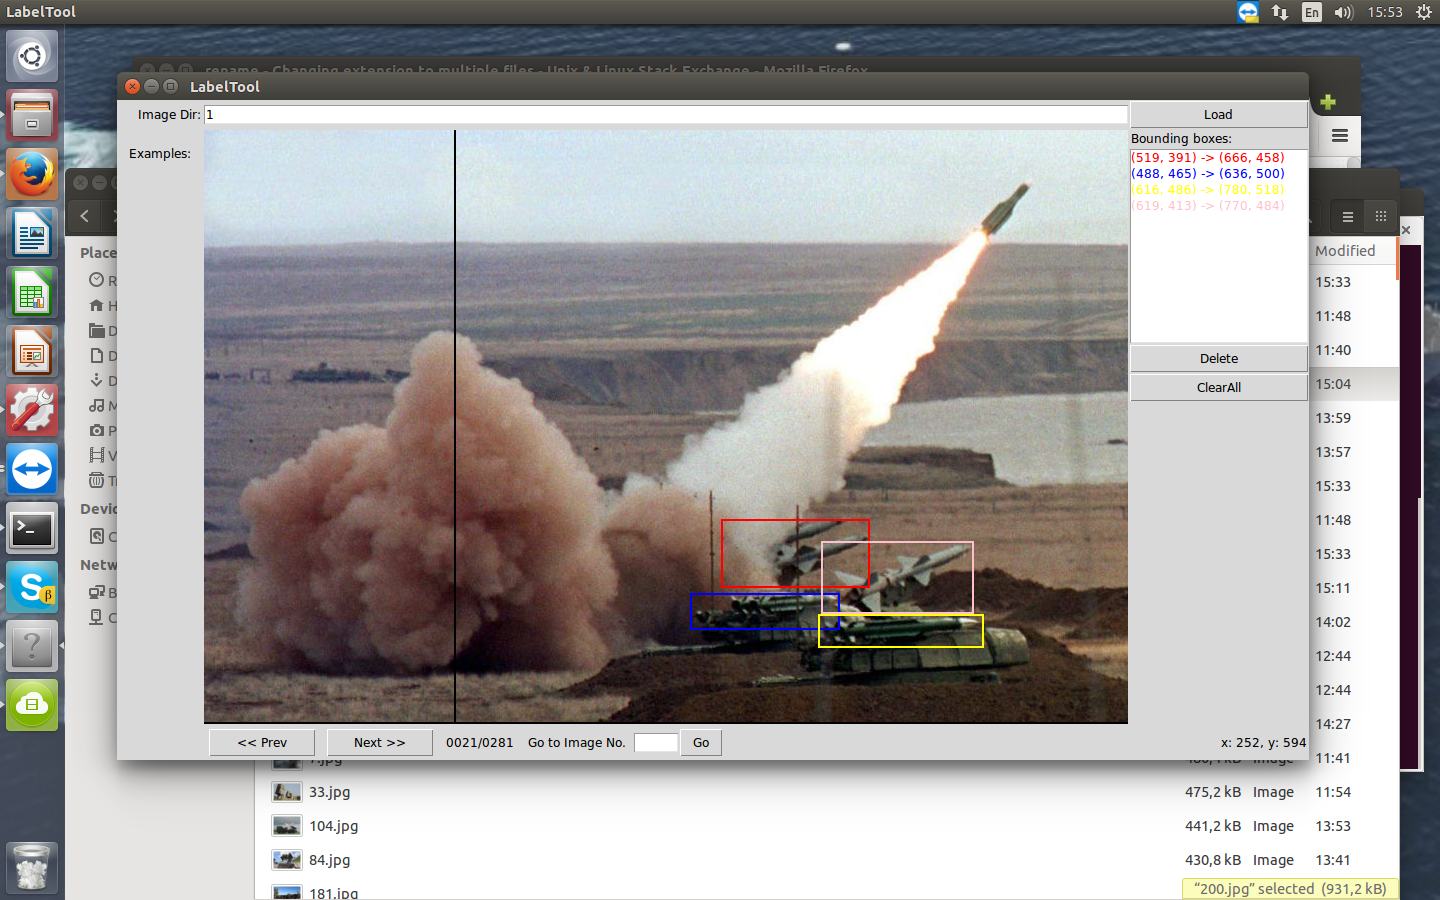 LabelTool
En
15:53
rename - Changing extension to multiple files - Unix & Linux Stack Exchange - Mozilla Firefox
LabelTool
Image Dir: 1
Load
Examples:
Bounding boxes:
(519, 391) -> (666, 458)
(488, 465) -> (636, 500)
(616, 486) -> (780, 518)
(619, 413) -> (770, 484)
Delete
ClearAll
<< Prev
Next >>
0021/0281
Go to Image No.
Go
x: 252, y: 594
Place
R
H
D
D
D
M
P
V
T
Devic
C
Netw
B
C
Modified
15:33
11:48
11:40
15:04
13:59
13:57
15:33
11:48
15:33
15:11
14:02
12:44
12:44
14:27
11:41
33.jpg 475,2 kB Image 11:54
104.jpg 441,2 kB Image 13:53
84.jpg 430,8 kB Image 13:41
181.jpg
“200.jpg” selected (931,2 kB)